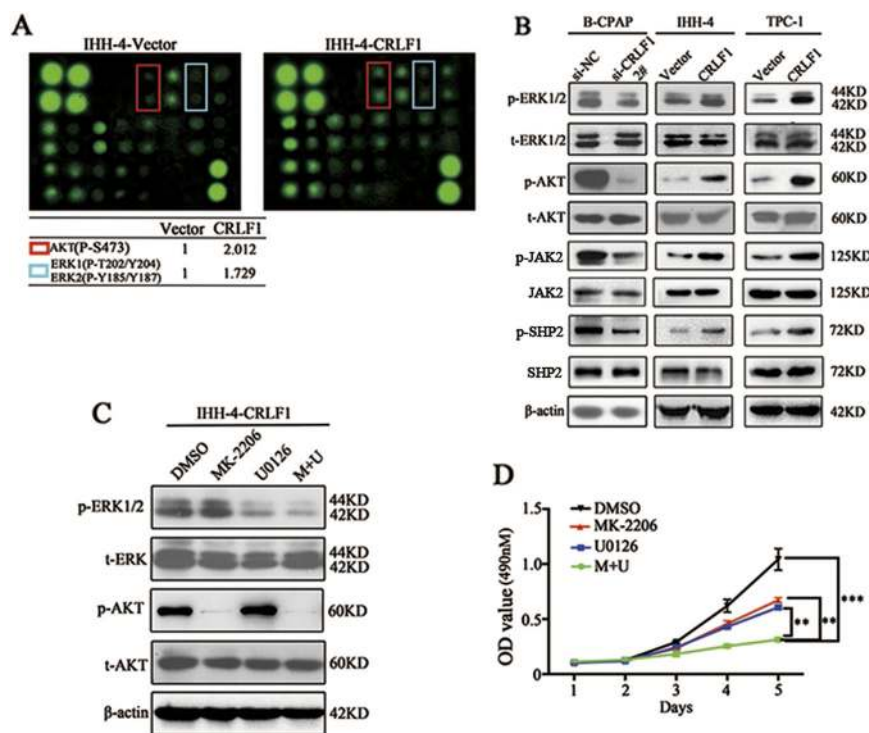 A
IHH-4-Vector
IHH-4-CRLF1
Vector CRLF1
AKT(P-S473) 1 2.012
ERK1(P-T202/Y204)
ERK2(P-Y185/Y187) 1 1.729
B
B-CPAP IHH-4 TPC-1
si-NC si-CRLF1 2# Vector CRLF1 Vector CRLF1
p-ERK1/2 44KD
42KD
t-ERK1/2 44KD
42KD
p-AKT 60KD
t-AKT 60KD
p-JAK2 125KD
JAK2 125KD
p-SHP2 72KD
SHP2 72KD
β-actin 42KD
C
IHH-4-CRLF1
DMSO MK-2206 U0126 M+U
p-ERK1/2 44KD
42KD
t-ERK 44KD
42KD
p-AKT 60KD
t-AKT 60KD
β-actin 42KD
D
OD value (490nM)
1.5
1.0
0.5
0
DMSO
MK-2206
U0126
M+U
** ** ***
1 2 3 4 5
Days